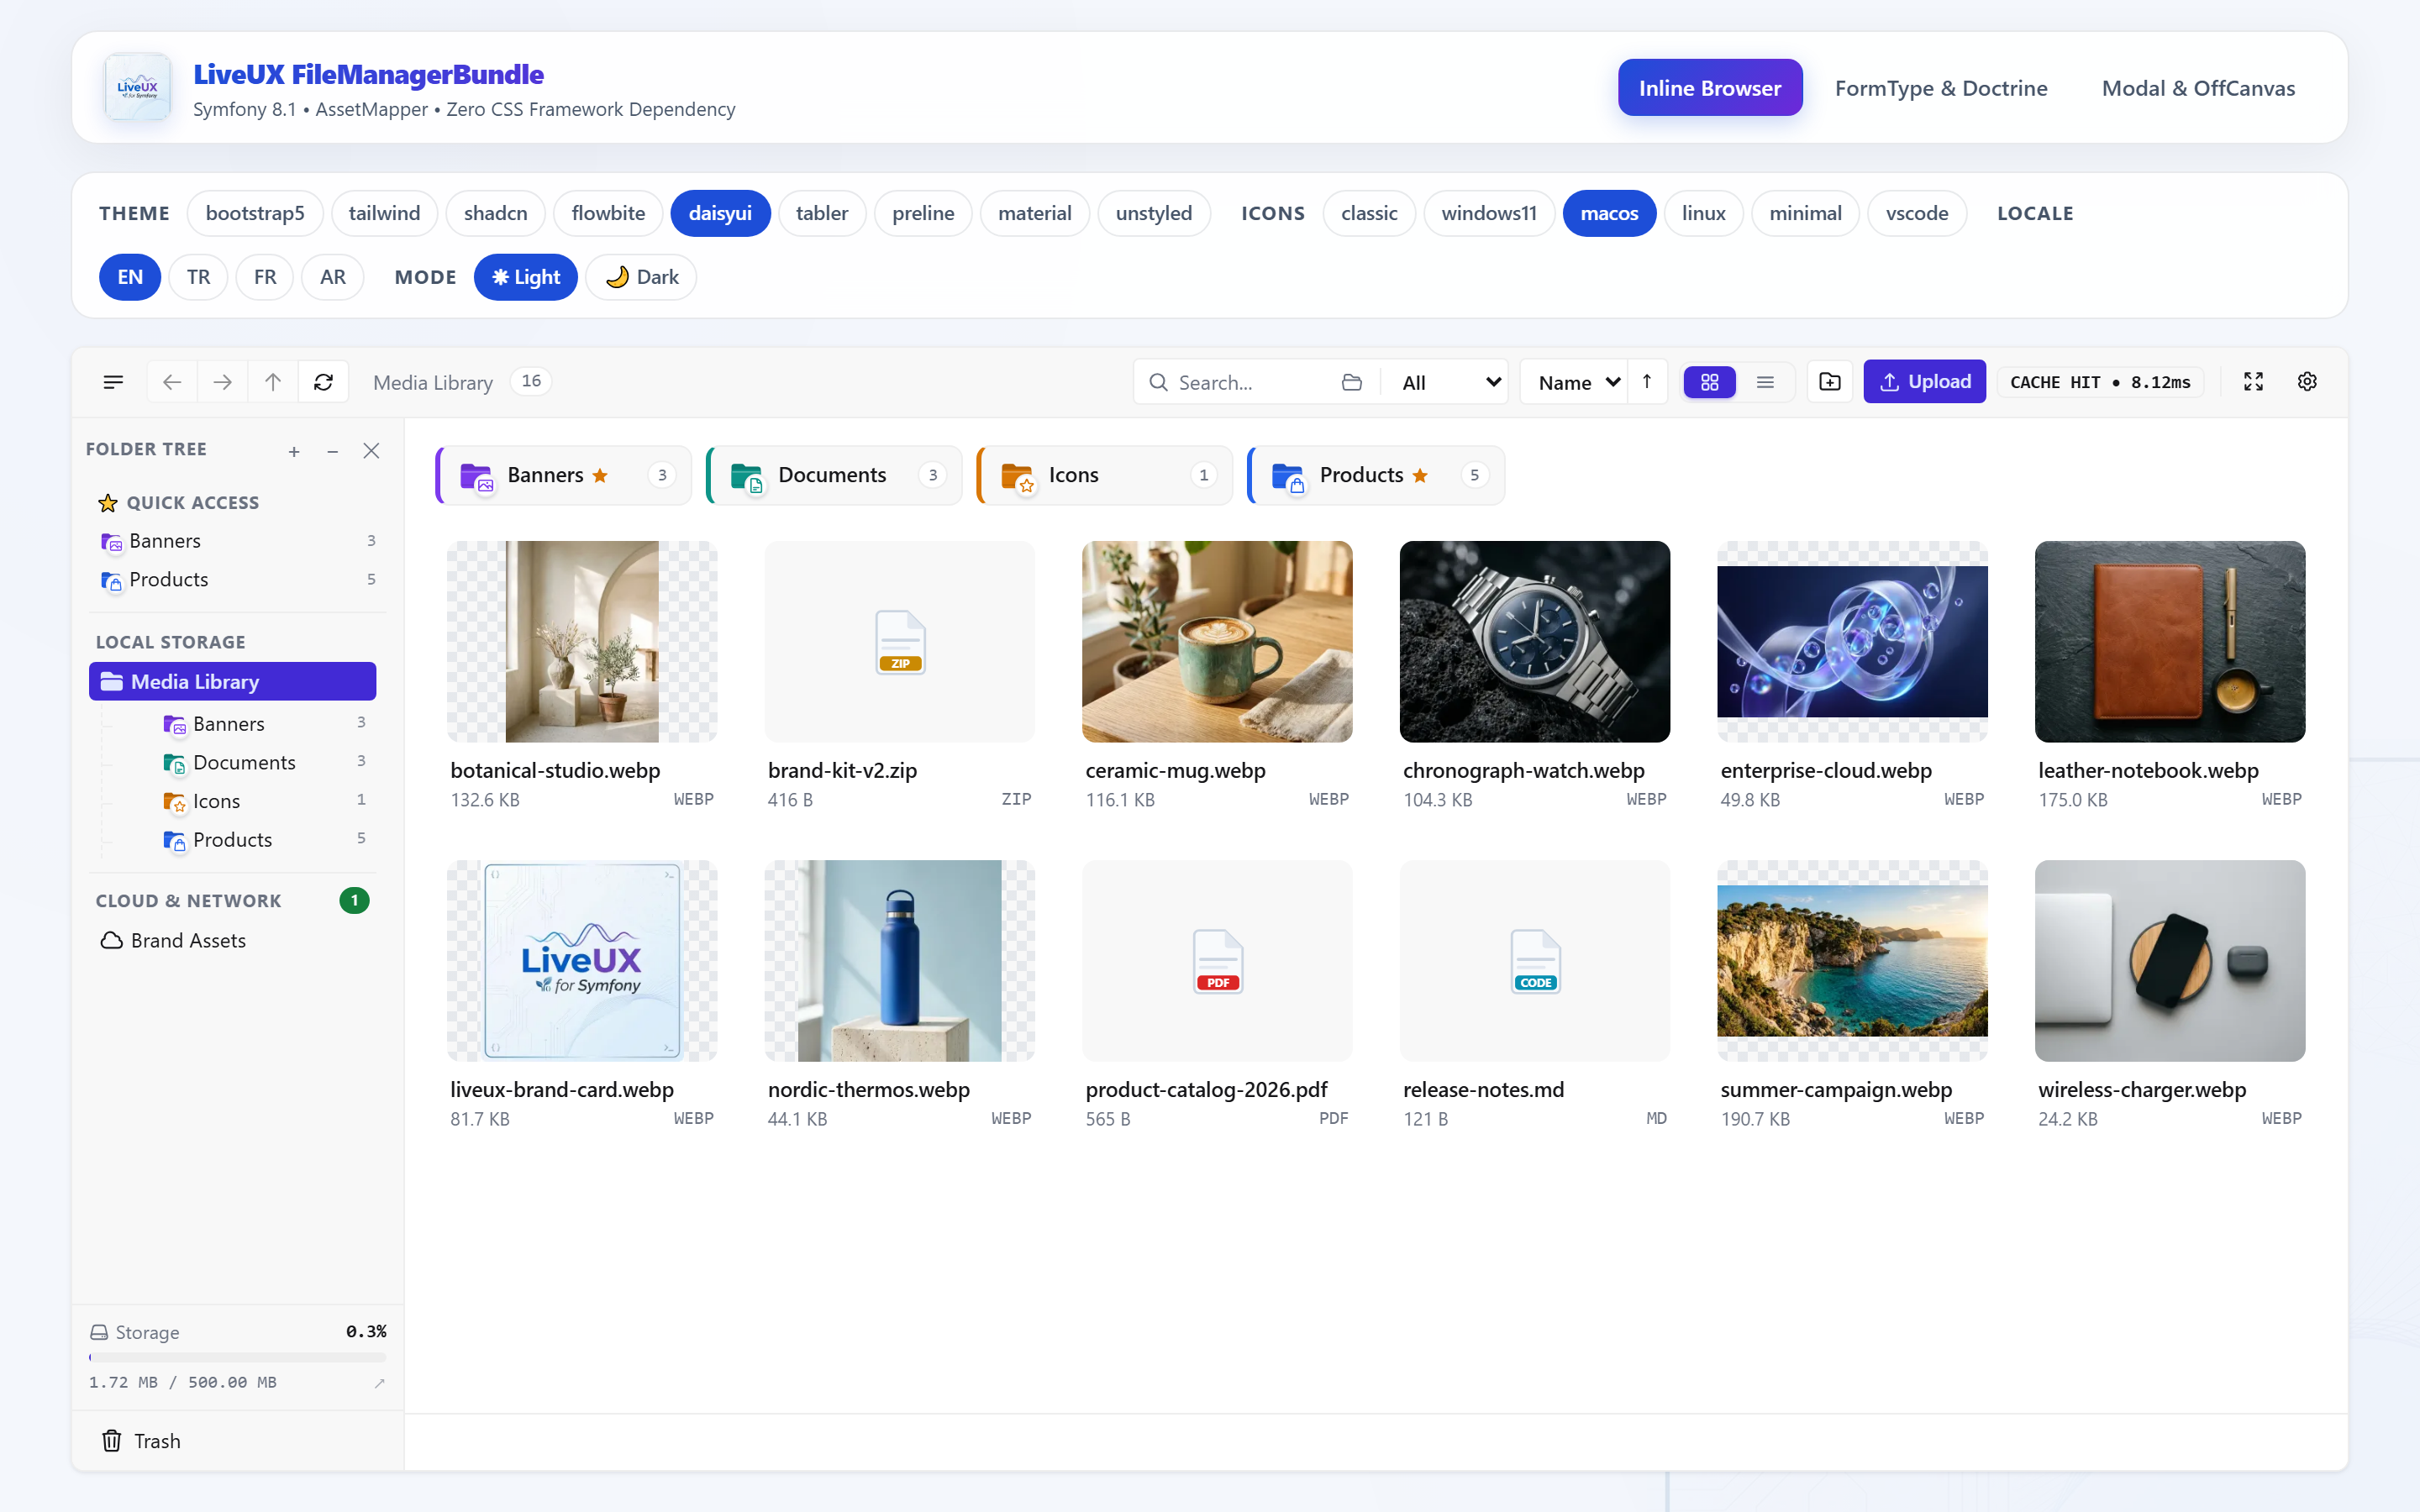 LiveUX
for Symfony
LiveUX FileManagerBundle
Symfony 8.1 • AssetMapper • Zero CSS Framework Dependency
Inline Browser
FormType & Doctrine
Modal & OffCanvas
THEME bootstrap5 tailwind shadcn flowbite daisyui tabler preline material unstyled ICONS classic windows11 macos linux minimal vscode LOCALE
EN TR FR AR MODE Light Dark
Media Library 16
Search... All Name ↑ Upload CACHE HIT • 8.12ms
FOLDER TREE + −
QUICK ACCESS
Banners 3
Products 5
LOCAL STORAGE
Media Library
Banners 3
Documents 3
Icons 1
Products 5
CLOUD & NETWORK 1
Brand Assets
Storage 0.3%
1.72 MB / 500.00 MB
Trash
Banners 3
Documents 3
Icons 1
Products 5
ZIP
botanical-studio.webp
132.6 KB WEBP
brand-kit-v2.zip
416 B ZIP
ceramic-mug.webp
116.1 KB WEBP
chronograph-watch.webp
104.3 KB WEBP
enterprise-cloud.webp
49.8 KB WEBP
leather-notebook.webp
175.0 KB WEBP
LiveUX
for Symfony
PDF
CODE
liveux-brand-card.webp
81.7 KB WEBP
nordic-thermos.webp
44.1 KB WEBP
product-catalog-2026.pdf
565 B PDF
release-notes.md
121 B MD
summer-campaign.webp
190.7 KB WEBP
wireless-charger.webp
24.2 KB WEBP